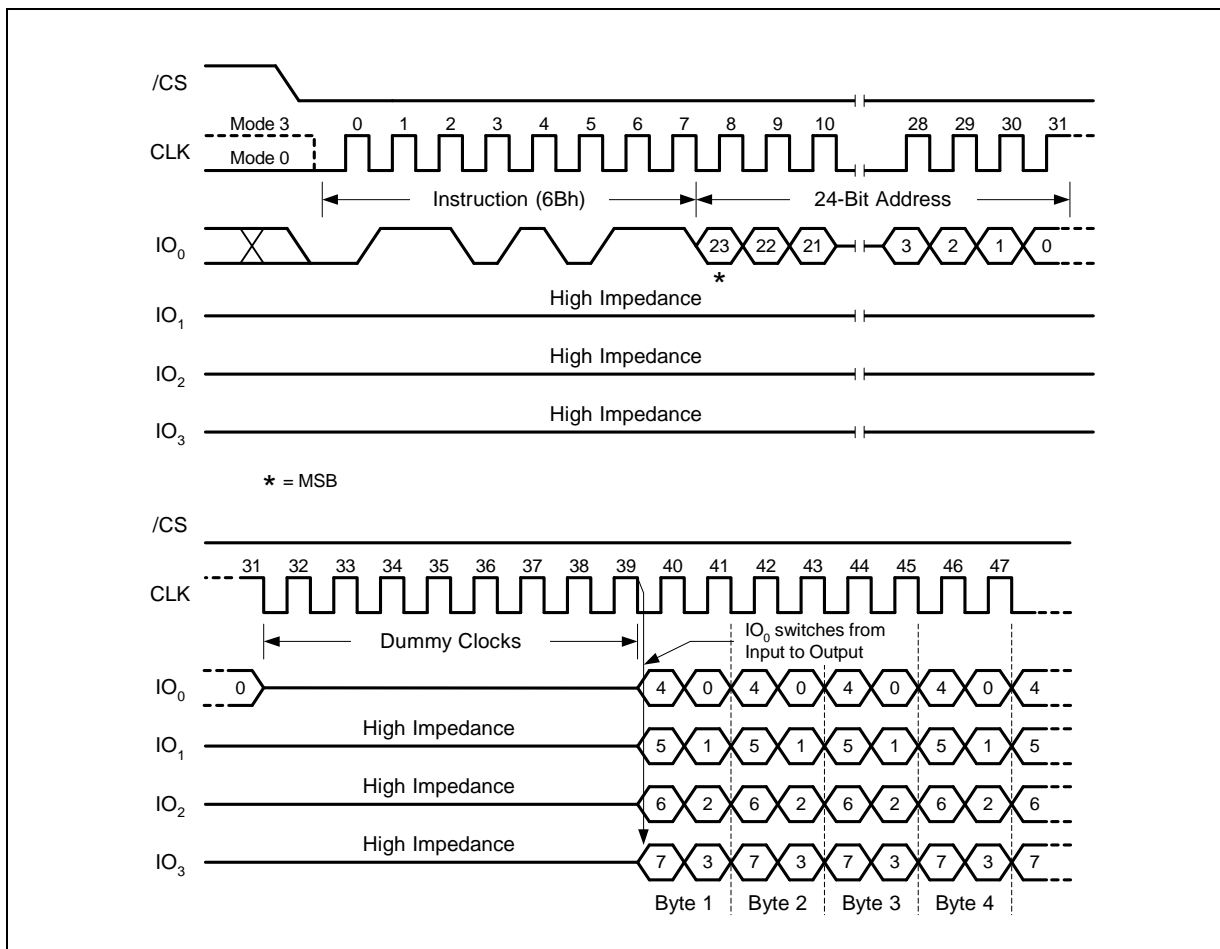 /CS
Mode 3 0 1 2 3 4 5 6 7 8 9 10 28 29 30 31
CLK
Mode 0
Instruction (6Bh) 24-Bit Address
IO0 23 22 21 3 2 1 0
*
High Impedance
IO1
High Impedance
IO2
High Impedance
IO3
* = MSB
/CS
31 32 33 34 35 36 37 38 39 40 41 42 43 44 45 46 47
CLK
Dummy Clocks
IO0 switches from
Input to Output
IO0 0 4 0 4 0 4 0 4 0 4
High Impedance
IO1 5 1 5 1 5 1 5 1 5
High Impedance
IO2 6 2 6 2 6 2 6 2 6
High Impedance
IO3 7 3 7 3 7 3 7 3 7
Byte 1 Byte 2 Byte 3 Byte 4